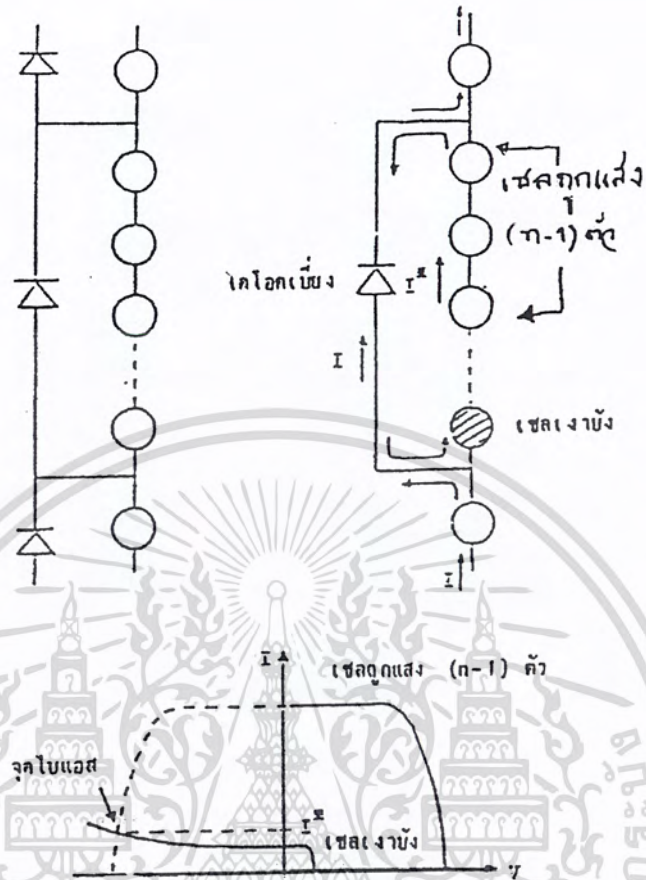 i
เซลถูกแสง
(n-1) ตัว
ไดโอดเบี่ยง
I*
I
เซลเงาบัง
I
I
เซลถูกแสง (n-1) ตัว
จุดไบแอส
I*
เซลเงาบัง
V